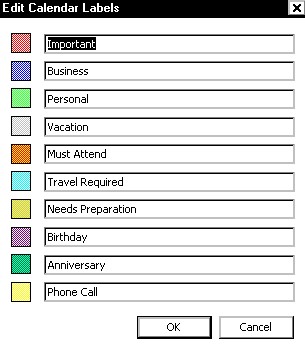 Edit Calendar Labels
Important
Business
Personal
Vacation
Must Attend
Travel Required
Needs Preparation
Birthday
Anniversary
Phone Call
OK Cancel